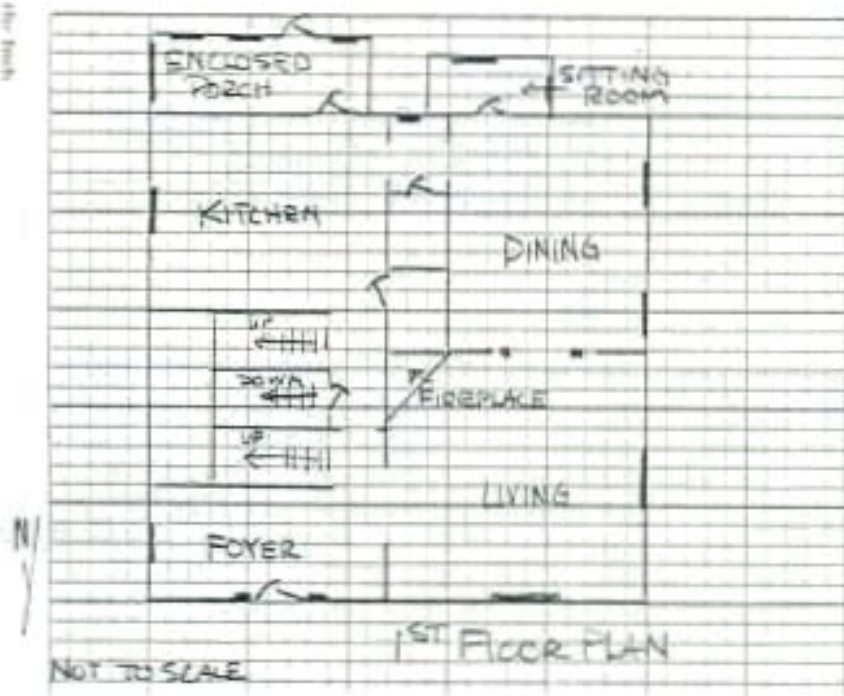 ENCLOSED
PORCH
SITTING
ROOM
KITCHEN
DINING
UP
DOWN
FIREPLACE
UP
LIVING
N
FOYER
1ST FLOOR PLAN
NOT TO SCALE